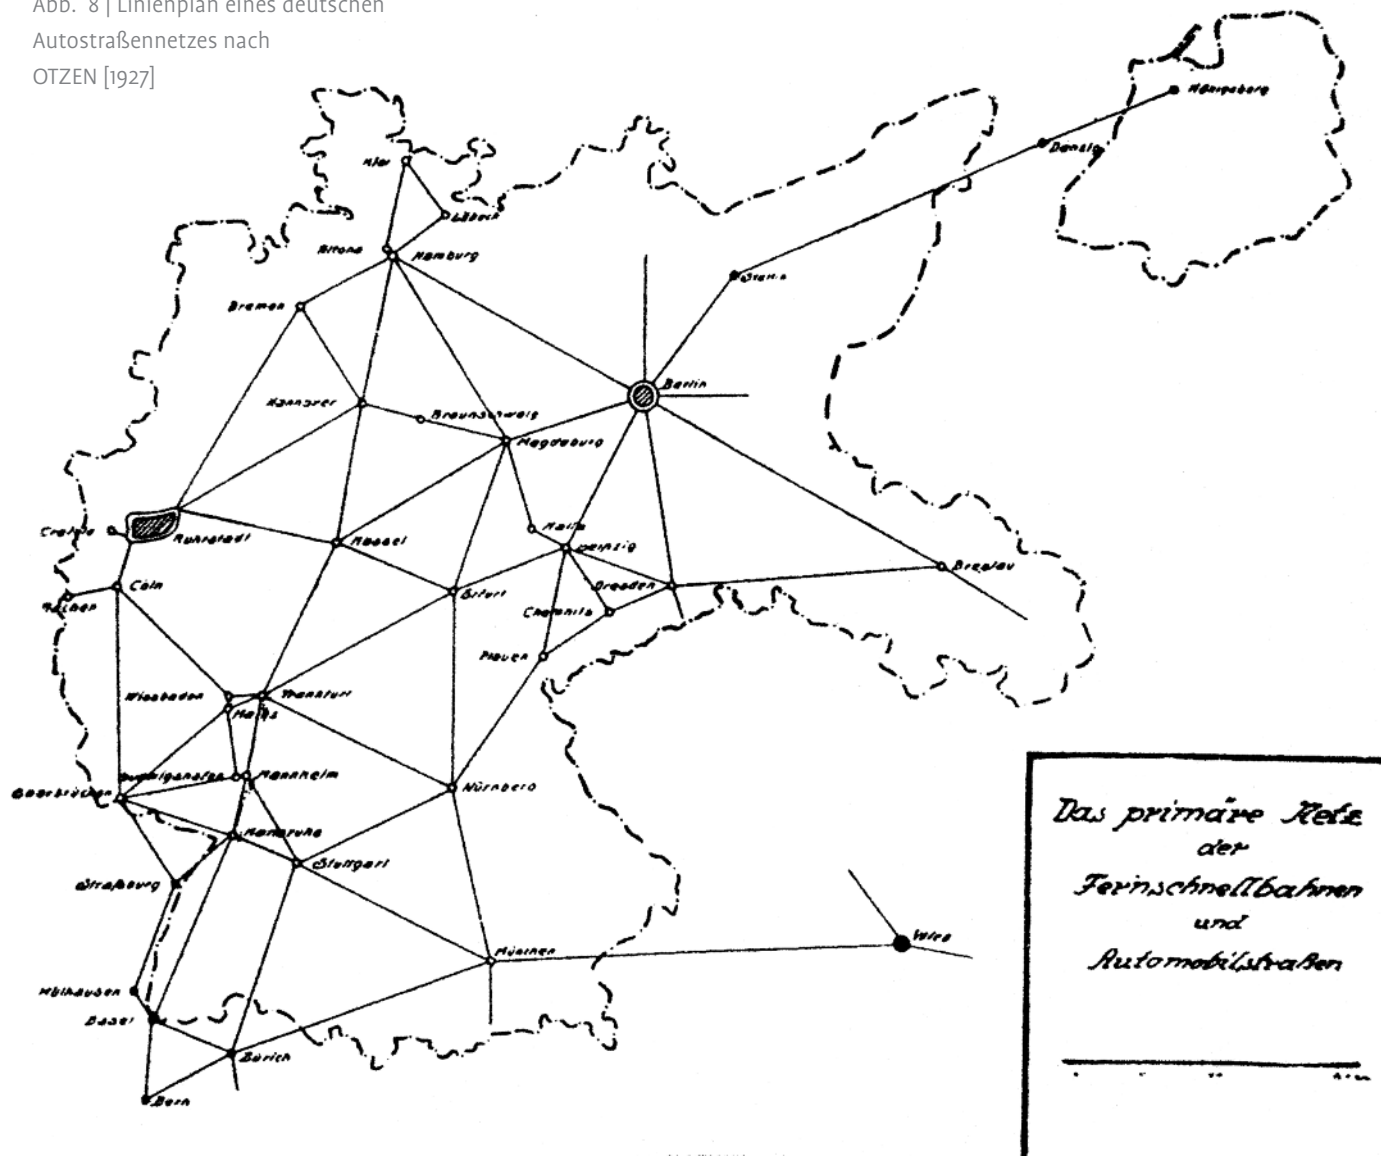 Abb. 8 | Linienplan eines deutschen
Autostraßennetzes nach
OTZEN [1927]
Königsberg
Danzig
Kiel
Lübeck
Altona
Hamburg
Stettin
Bremen
Berlin
Hannover
Braunschweig
Magdeburg
Crefeld
Ruhrstadt
Kassel
Halle
Leipzig
Breslau
Cöln
Aachen
Erfurt
Dresden
Chemnitz
Plauen
Wiesbaden
Frankfurt
Mainz
Ludwigshafen
Mannheim
Saarbrücken
Nürnberg
Karlsruhe
Stuttgart
Straßburg
München
Wien
Mülhausen
Basel
Zürich
Bern
Das primäre Netz
der
Fernschnellbahnen
und
Automobilstraßen